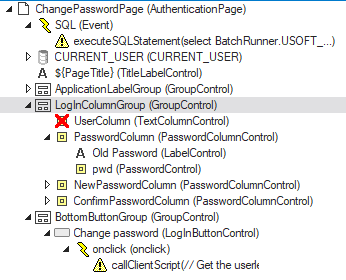 ChangePasswordPage (AuthenticationPage)
SQL (Event)
executeSQLStatement(select BatchRunner.USOFT_...)
CURRENT_USER (CURRENT_USER)
${PageTitle} (TitleLabelControl)
ApplicationLabelGroup (GroupControl)
LogInColumnGroup (GroupControl)
UserColumn (TextColumnControl)
PasswordColumn (PasswordColumnControl)
Old Password (LabelControl)
pwd (PasswordControl)
NewPasswordColumn (PasswordColumnControl)
ConfirmPasswordColumn (PasswordColumnControl)
BottomButtonGroup (GroupControl)
Change password (LogInButtonControl)
onclick (onclick)
callClientScript(// Get the